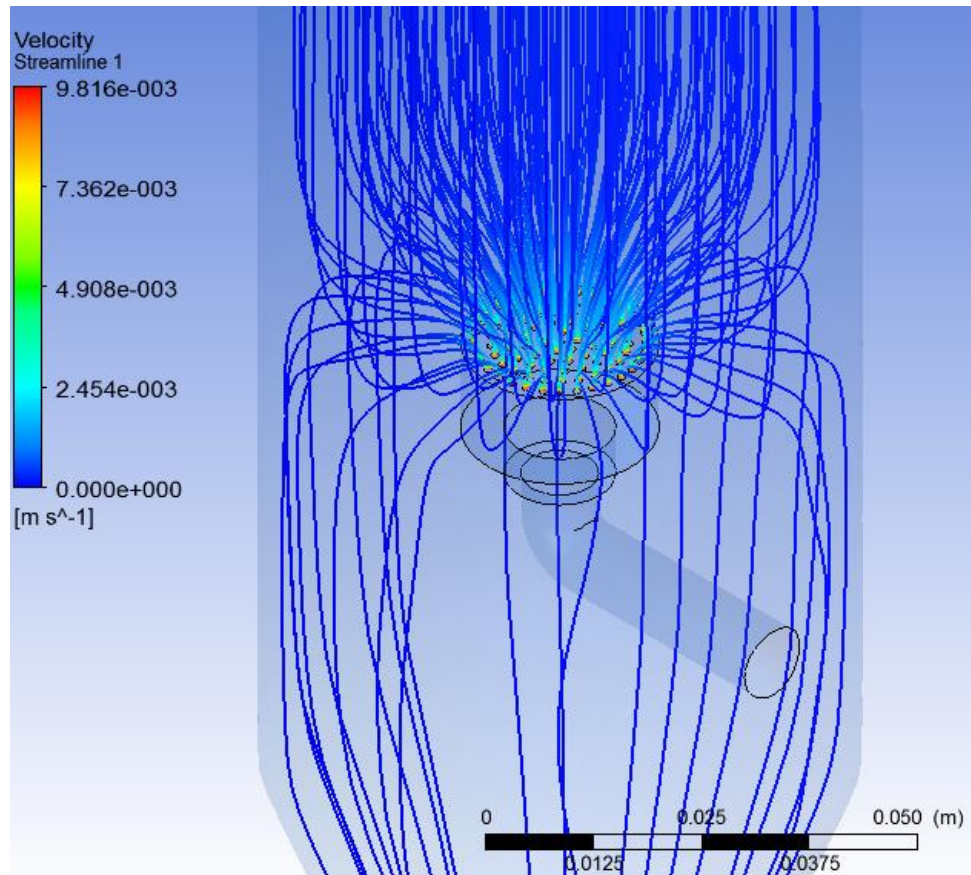 Velocity
Streamline 1
9.816e-003
7.362e-003
4.908e-003
2.454e-003
0.000e+000
[m s^-1]
0 0.025 0.050 (m)
0.0125 0.0375